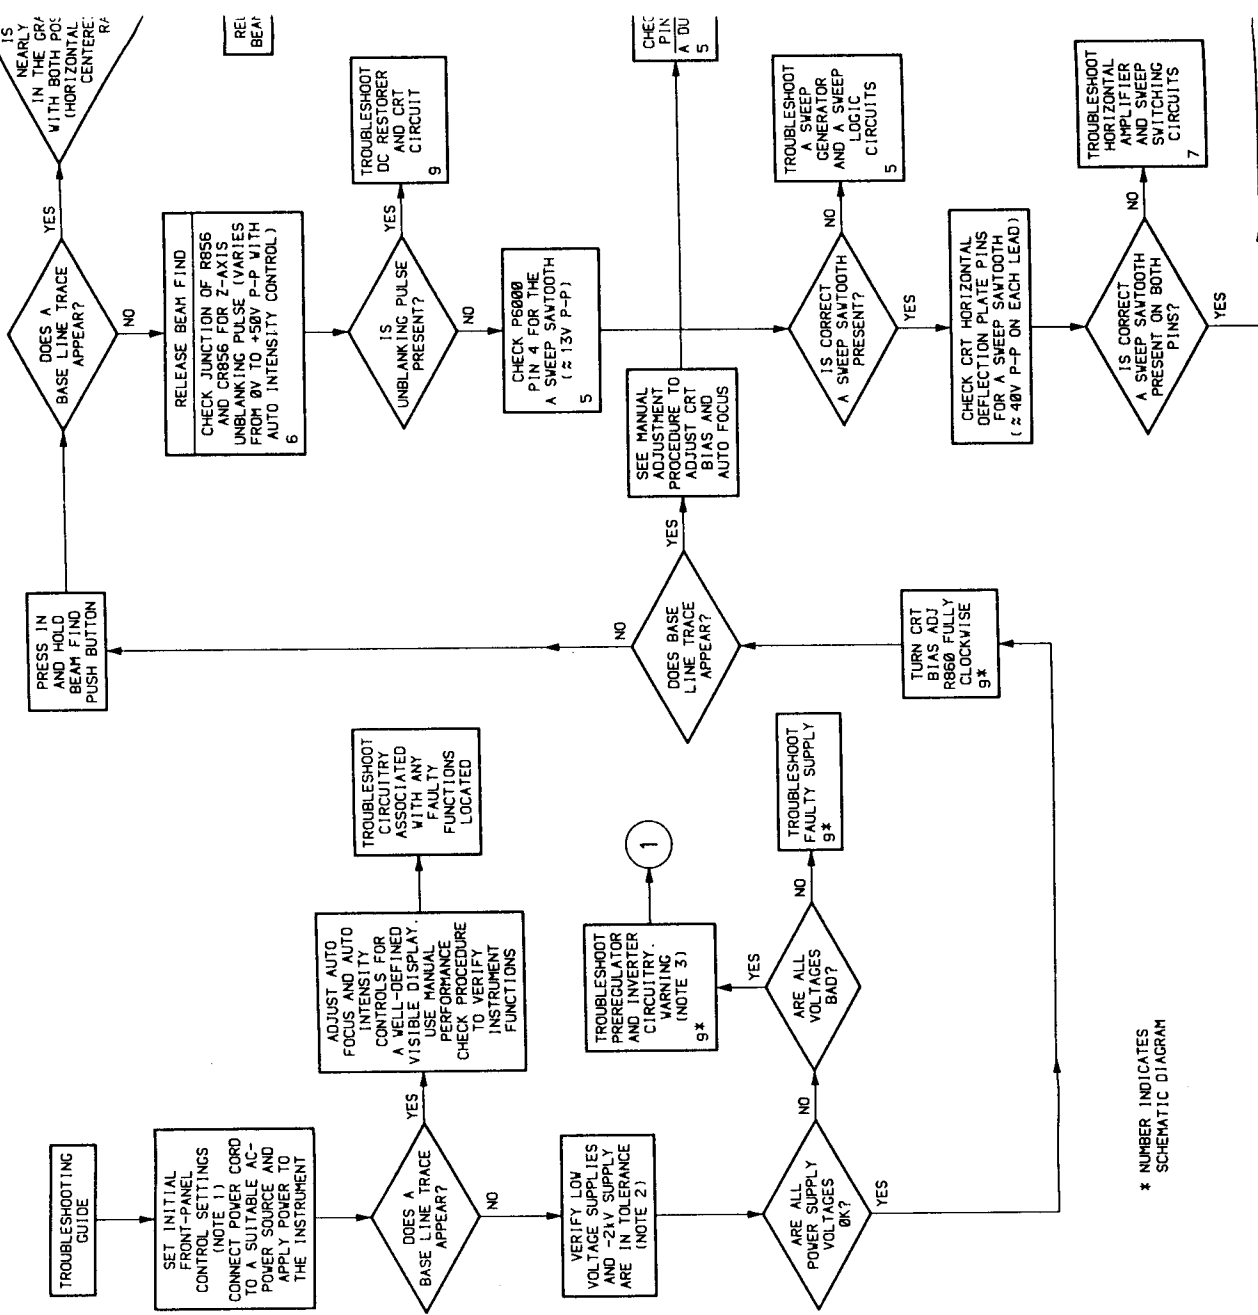 TROUBLESHOOTING
GUIDE
SET INITIAL
FRONT-PANEL
CONTROL SETTINGS
(NOTE 1)
CONNECT POWER CORD
TO A SUITABLE AC-
POWER SOURCE AND
APPLY POWER TO
THE INSTRUMENT
DOES A
BASE LINE TRACE
APPEAR?
YES
NO
ADJUST AUTO
FOCUS AND AUTO
INTENSITY
CONTROLS FOR
A WELL-DEFINED
VISIBLE DISPLAY.
USE MANUAL
PERFORMANCE
CHECK PROCEDURE
TO VERIFY
INSTRUMENT
FUNCTIONS
TROUBLESHOOT
CIRCUITRY
ASSOCIATED
WITH ANY
FAULTY
FUNCTIONS
LOCATED
VERIFY LOW
VOLTAGE SUPPLIES
AND -2kV SUPPLY
ARE IN TOLERANCE
(NOTE 2)
ARE ALL
POWER SUPPLY
VOLTAGES
0K?
NO
YES
ARE ALL
VOLTAGES
BAD?
YES
NO
TROUBLESHOOT
PREREGULATOR
AND INVERTER
CIRCUITRY.
WARNING
(NOTE 3)
9*
1
TROUBLESHOOT
FAULTY SUPPLY
9*
* NUMBER INDICATES
SCHEMATIC DIAGRAM
TURN CRT
BIAS ADJ
R860 FULLY
CLOCKWISE
9*
DOES BASE
LINE TRACE
APPEAR?
NO
YES
SEE MANUAL
ADJUSTMENT
PROCEDURE TO
ADJUST CRT
BIAS AND
AUTO FOCUS
PRESS IN
AND HOLD
BEAM FIND
PUSH BUTTON
DOES A
BASE LINE TRACE
APPEAR?
YES
NO
IS
NEARLY
IN THE GRA
WITH BOTH POS
(HORIZONTAL
CENTERE
RA
RELEASE BEAM FIND
CHECK JUNCTION OF R856
AND CR856 FOR Z-AXIS
UNBLANKING PULSE (VARIES
FROM 0V TO +50V P-P WITH
AUTO INTENSITY CONTROL)
6
REL
BEAM
IS
UNBLANKING PULSE
PRESENT?
YES
NO
TROUBLESHOOT
DC RESTORER
AND CRT
CIRCUIT
9
CHECK P6000
PIN 4 FOR THE
A SWEEP SAWTOOTH
(≈ 13V P-P)
5
CHEC
PIN
A OU
5
IS CORRECT
A SWEEP SAWTOOTH
PRESENT?
NO
YES
TROUBLESHOOT
A SWEEP
GENERATOR
AND A SWEEP
LOGIC
CIRCUITS
5
CHECK CRT HORIZONTAL
DEFLECTION PLATE PINS
FOR A SWEEP SAWTOOTH
(≈ 40V P-P ON EACH LEAD)
IS CORRECT
A SWEEP SAWTOOTH
PRESENT ON BOTH
PINS?
NO
YES
TROUBLESHOOT
HORIZONTAL
AMPLIFIER
AND SWEEP
SWITCHING
CIRCUITS
7